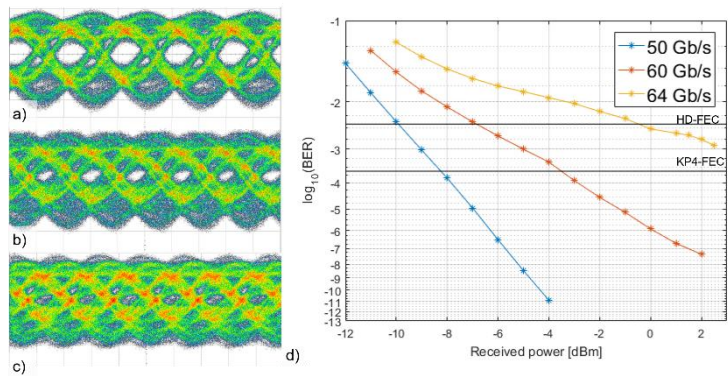 a)
b)
c)
d)
log10(BER)
-1
-2
-3
-4
-5
-6
-7
-8
-9
-10
-11
-12
-13
50 Gb/s
60 Gb/s
64 Gb/s
HD-FEC
KP4-FEC
-12 -10 -8 -6 -4 -2 0 2
Received power [dBm]